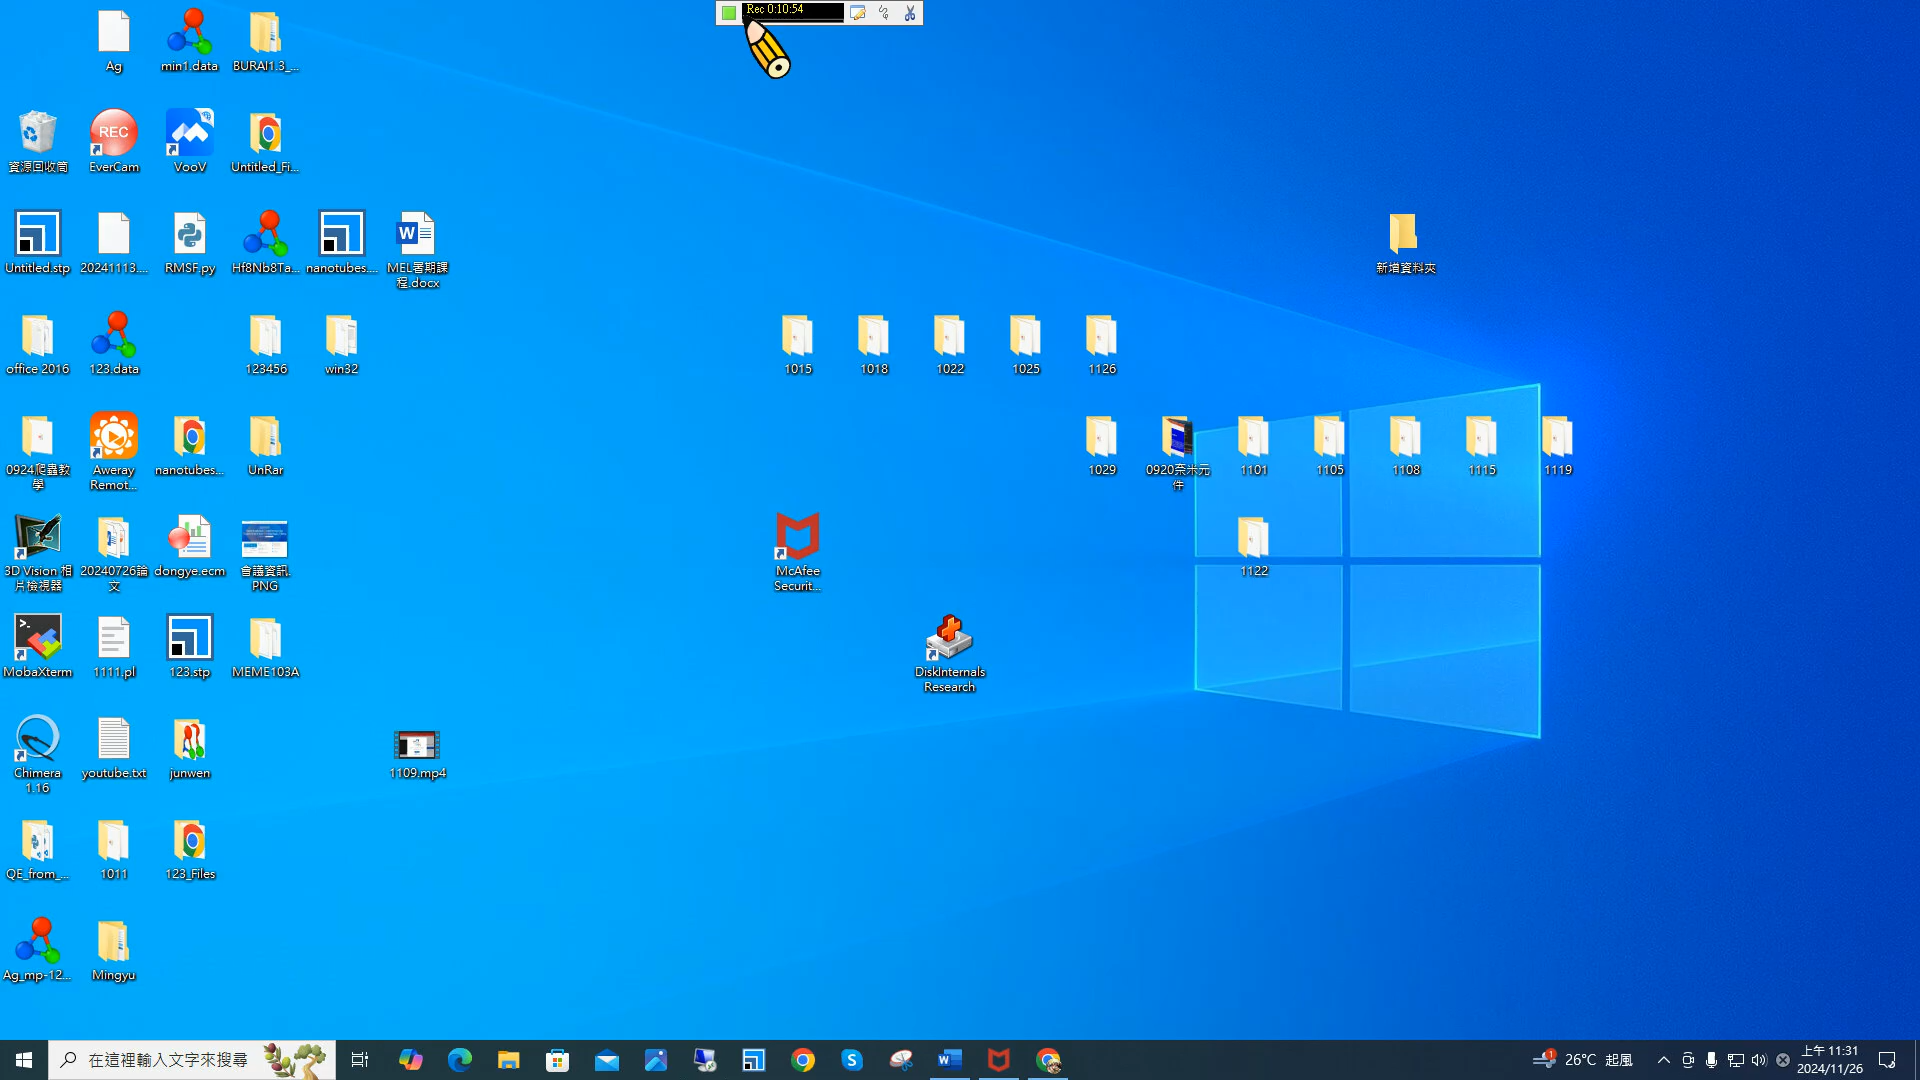 Rec 0:10:54
Ag
min1.data
BURAI1.3_...
資源回收筒
EverCam
REC
VooV
Untitled_Fi...
Untitled.stp
20241113....
RMSF.py
Hf8Nb8Ta...
nanotubes....
MEL暑期課
程.docx
新增資料夾
office 2016
123.data
123456
win32
1015
1018
1022
1025
1126
0924爬蟲教
學
Aweray
Remot...
nanotubes...
UnRar
1029
0920奈米元
件
1101
1105
1108
1115
1119
3D Vision 相
片檢視器
20240726論
文
dongye.ecm
會議資訊.
PNG
McAfee
Securit...
1122
MobaXterm
1111.pl
123.stp
MEME103A
DiskInternals
Research
Chimera
1.16
youtube.txt
junwen
1109.mp4
QE_from_...
1011
123_Files
Ag_mp-12...
Mingyu
在這裡輸入文字來搜尋
26°C 起風
上午 11:31
2024/11/26